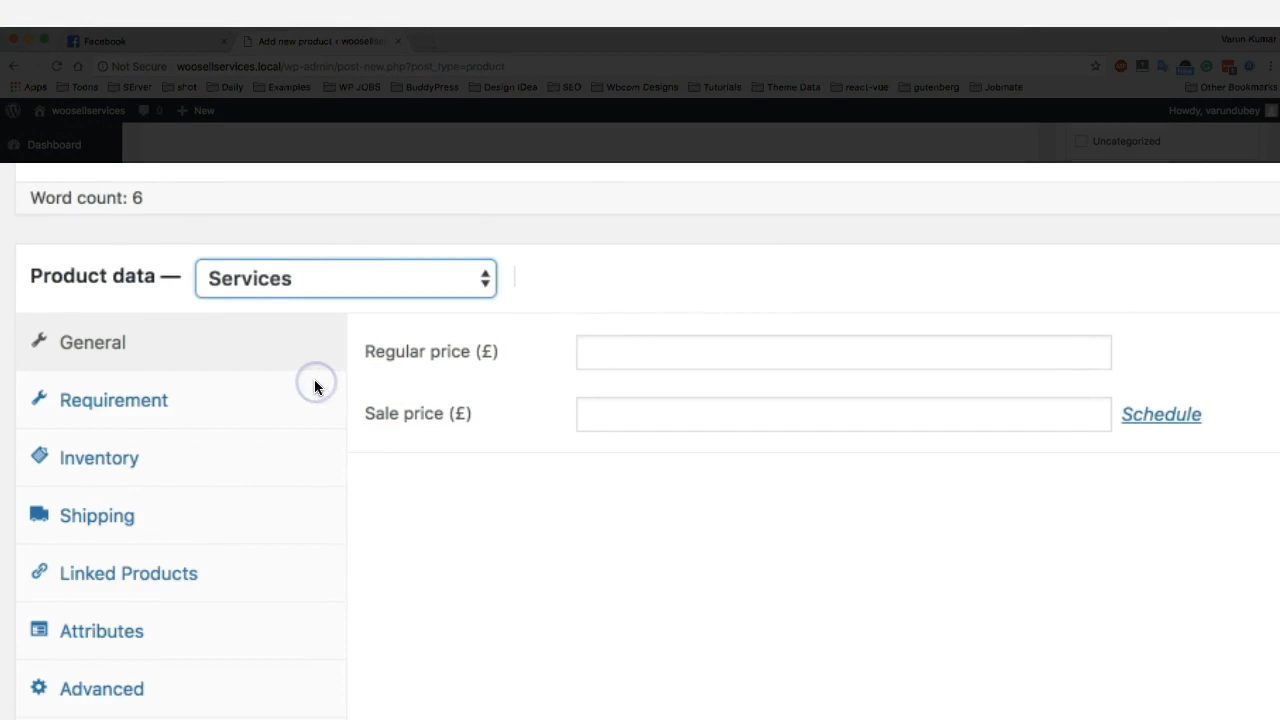 Facebook
Add new product ‹ woosellser
Varun Kumar
Not Secure woosellservices.local/wp-admin/post-new.php?post_type=product
Apps Toons SErver shot Daily Examples WP JOBS BuddyPress Design IDea SEO Wbcom Designs Tutorials Theme Data react-vue gutenberg Jobmate Other Bookmarks
woosellservices 0 New Howdy, varundubey
Dashboard
Uncategorized
Word count: 6
Product data — Services
General
Regular price (£)
Requirement
Sale price (£) Schedule
Inventory
Shipping
Linked Products
Attributes
Advanced